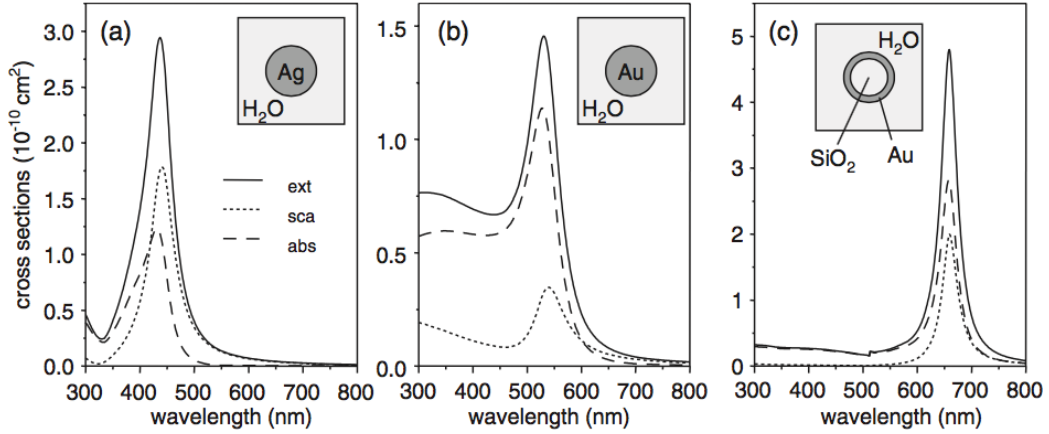 cross sections (10⁻¹⁰ cm²)
(a)
3.0
2.5
2.0
1.5
1.0
0.5
0.0
Ag
H₂O
ext
sca
abs
300 400 500 600 700 800
wavelength (nm)
(b)
1.5
1.0
0.5
0.0
Au
H₂O
300 400 500 600 700 800
wavelength (nm)
(c)
5
4
3
2
1
0
H₂O
SiO₂
Au
300 400 500 600 700 800
wavelength (nm)